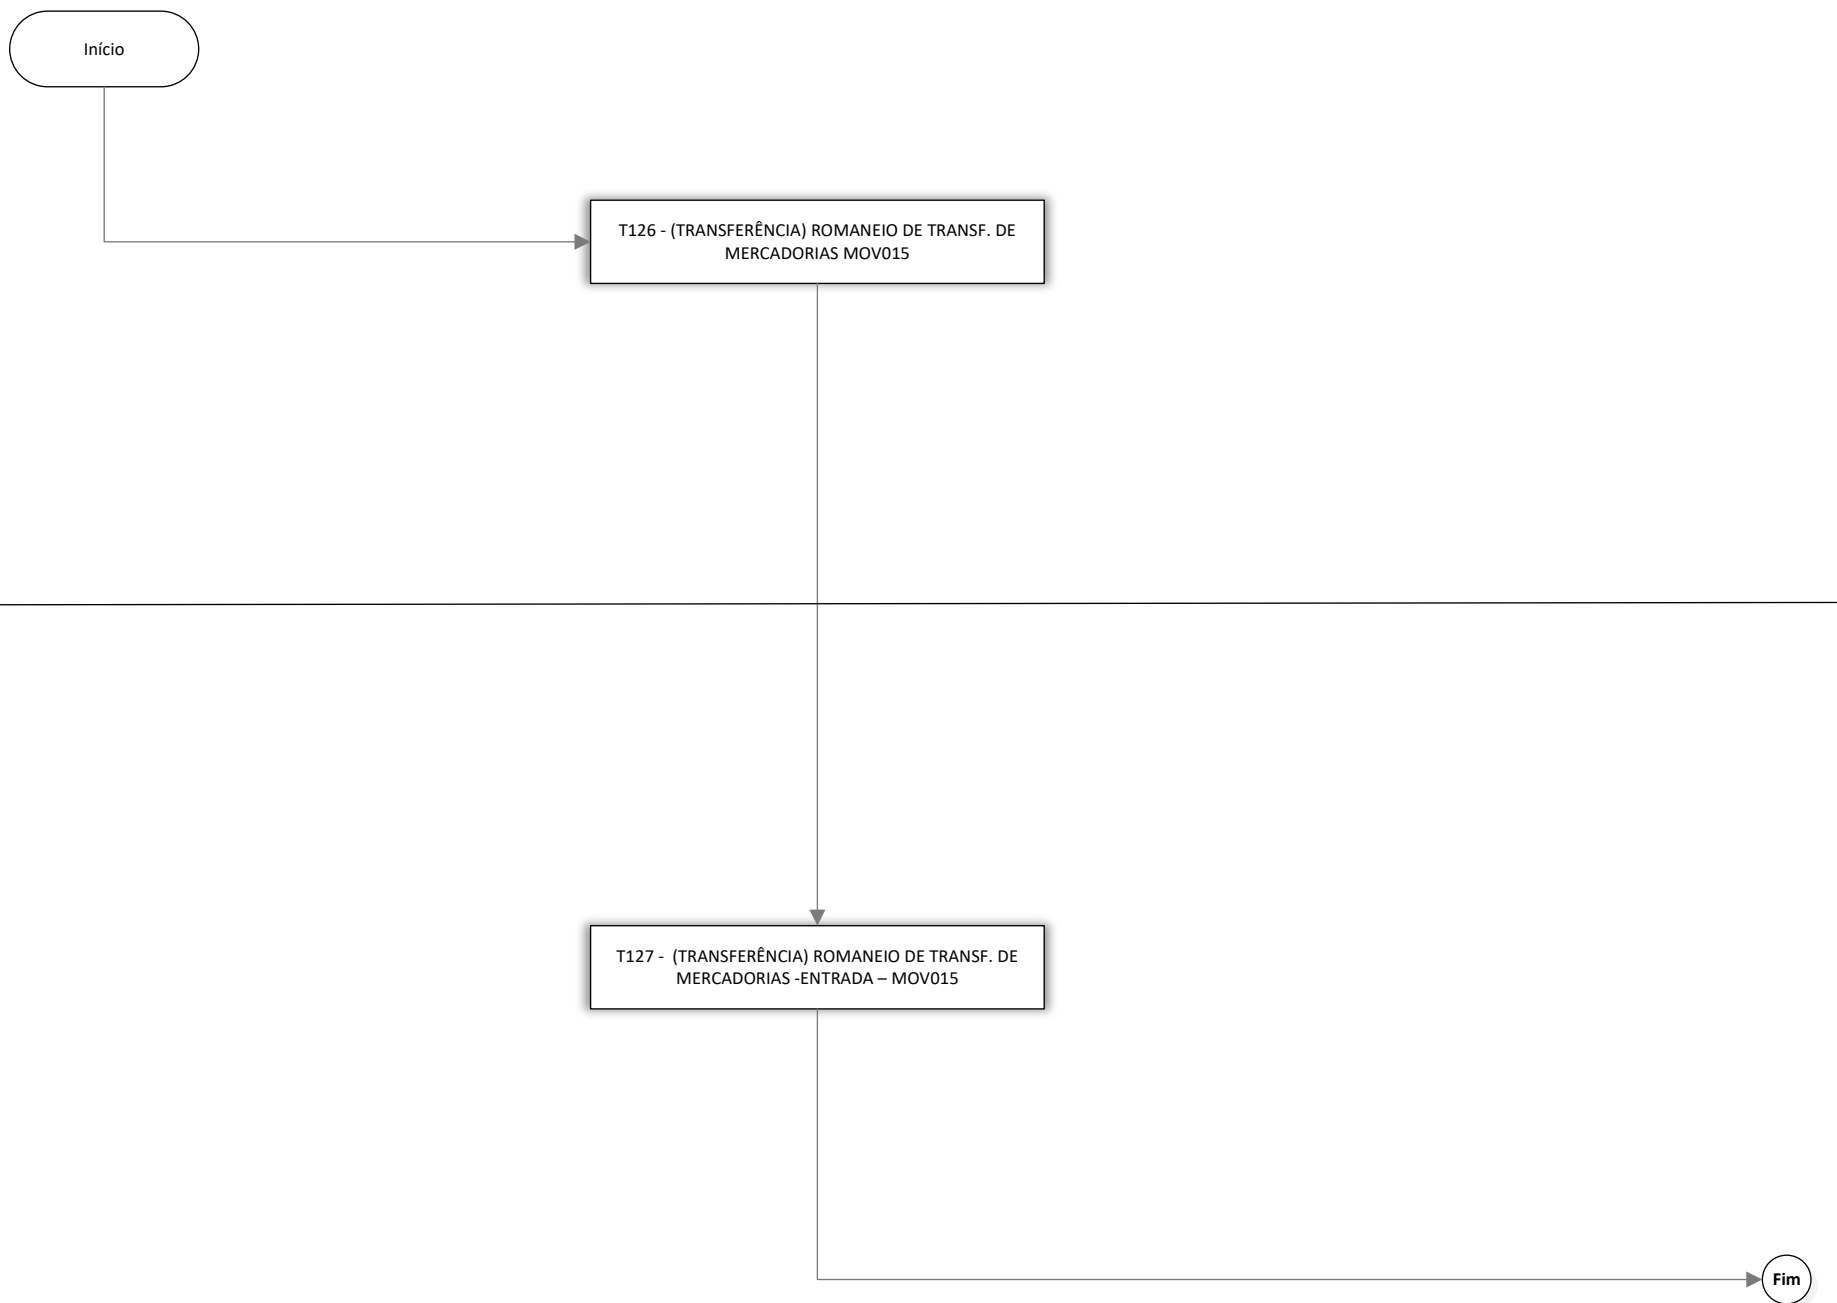 Início
T126 - (TRANSFERÊNCIA) ROMANEIO DE TRANSF. DE
MERCADORIAS MOV015
T127 -  (TRANSFERÊNCIA) ROMANEIO DE TRANSF. DE
MERCADORIAS -ENTRADA – MOV015
Fim